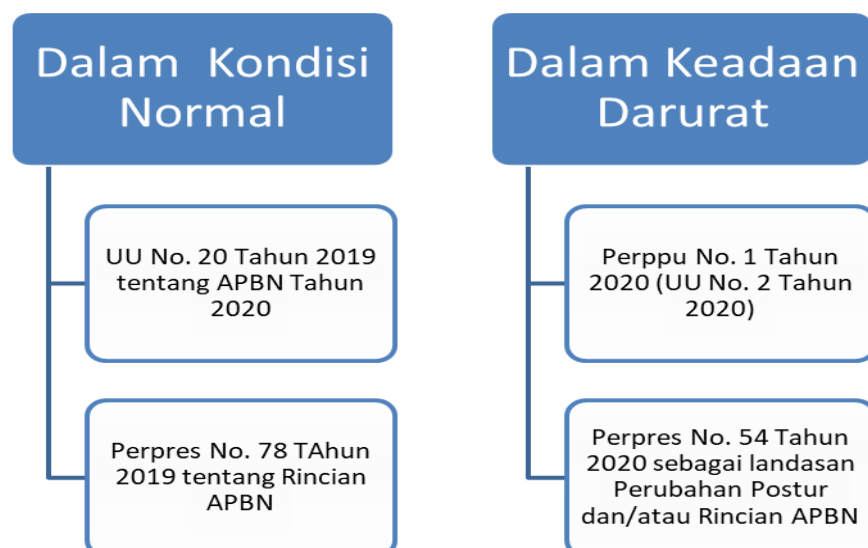 Dalam Kondisi
Normal
UU No. 20 Tahun 2019
tentang APBN Tahun
2020
Perpres No. 78 TAhun
2019 tentang Rincian
APBN
Dalam Keadaan
Darurat
Perppu No. 1 Tahun
2020 (UU No. 2 Tahun
2020)
Perpres No. 54 Tahun
2020 sebagai landasan
Perubahan Postur
dan/atau Rincian APBN